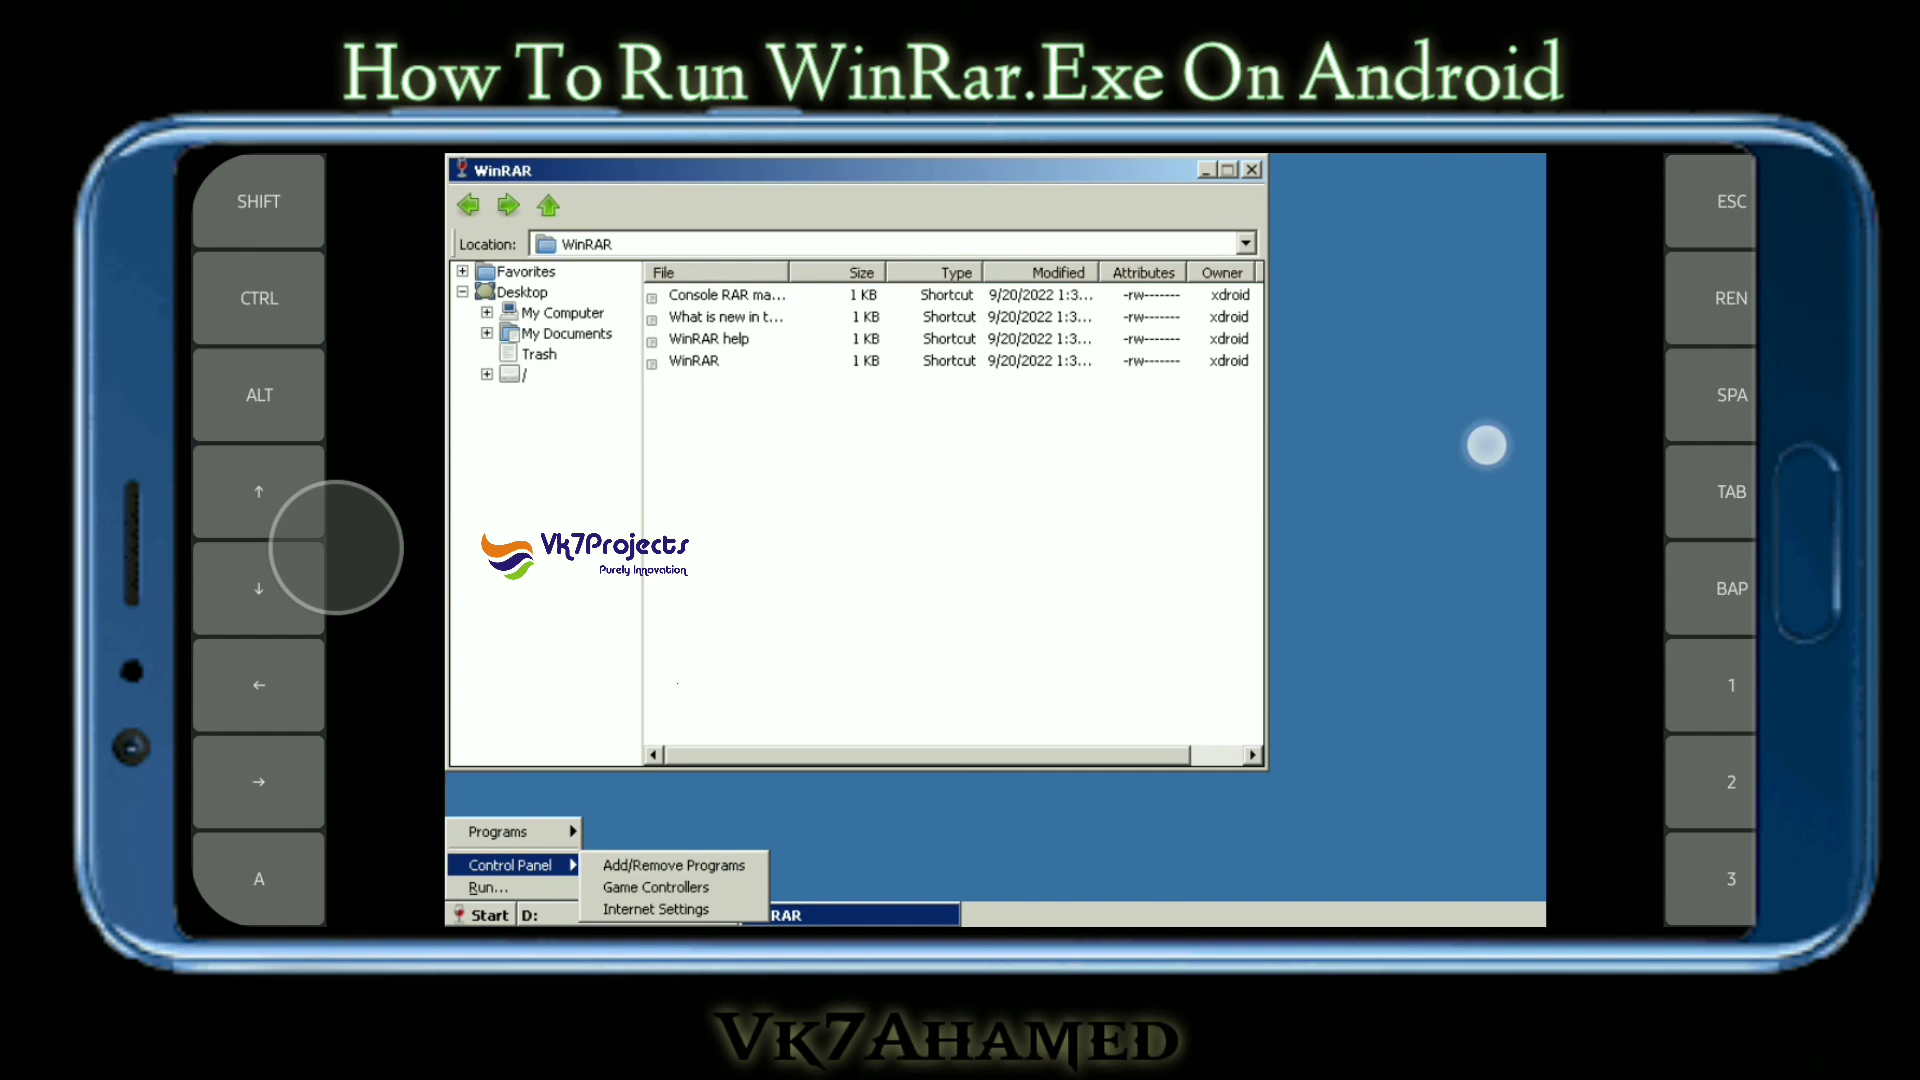 How To Run WinRar.Exe On Android
SHIFT
CTRL
ALT
↑
↓
←
→
A
WinRAR
Location: WinRAR
Favorites
Desktop
My Computer
My Documents
Trash
/
File Size Type Modified Attributes Owner
Console RAR ma... 1 KB Shortcut 9/20/2022 1:3... -rw------- xdroid
What is new in t... 1 KB Shortcut 9/20/2022 1:3... -rw------- xdroid
WinRAR help 1 KB Shortcut 9/20/2022 1:3... -rw------- xdroid
WinRAR 1 KB Shortcut 9/20/2022 1:3... -rw------- xdroid
Vk7Projects
Purely Innovation
Programs
Control Panel
Run...
Add/Remove Programs
Game Controllers
Internet Settings
Start D: RAR
ESC
REN
SPA
TAB
BAP
1
2
3
Vk7Ahamed